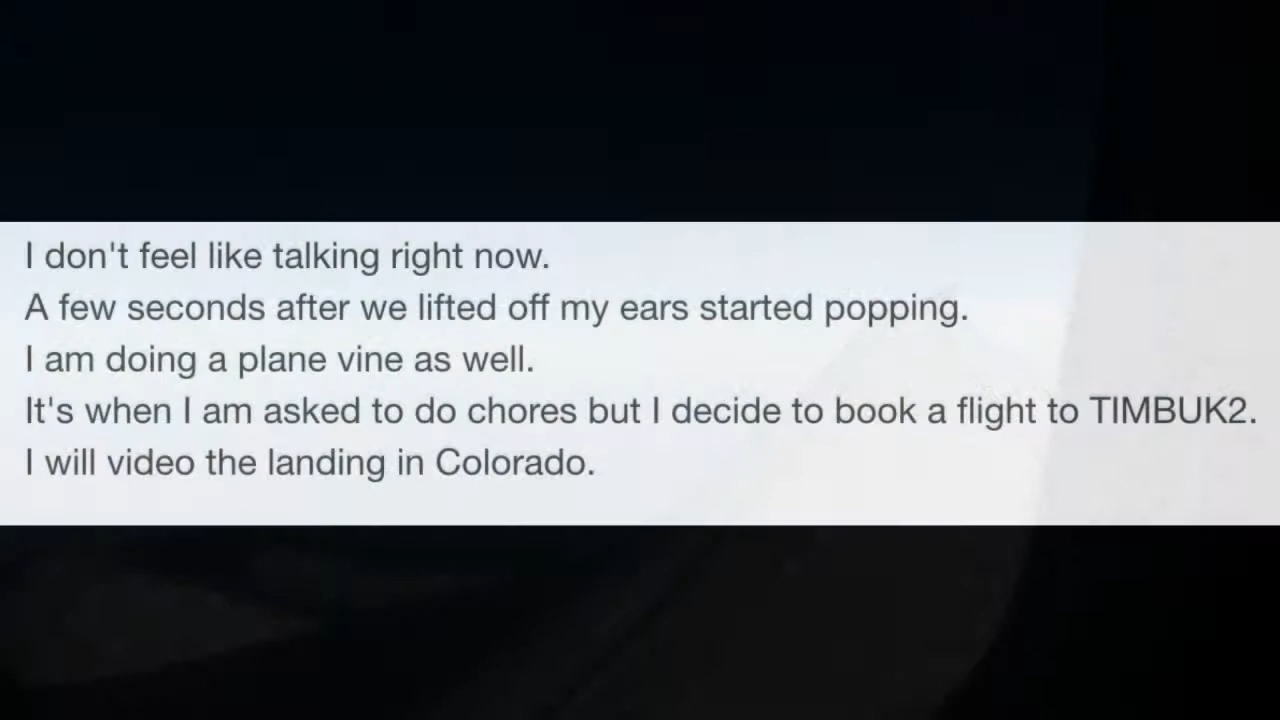 I don't feel like talking right now.
A few seconds after we lifted off my ears started popping.
I am doing a plane vine as well.
It's when I am asked to do chores but I decide to book a flight to TIMBUK2.
I will video the landing in Colorado.